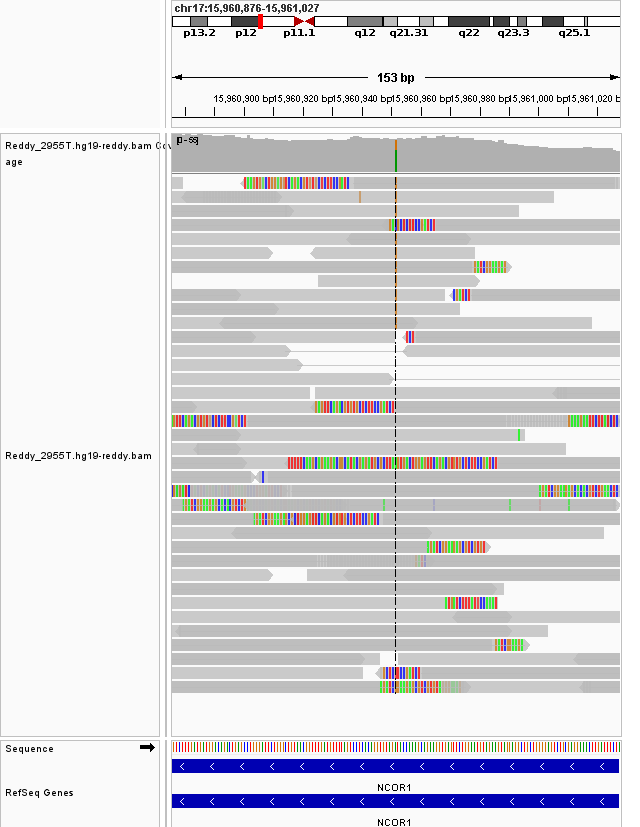 chr17:15,960,876-15,961,027
p13.2 p12 p11.1 q12 q21.31 q22 q23.3 q25.1
153 bp
15,960,900 bp 15,960,920 bp 15,960,940 bp 15,960,960 bp 15,960,980 bp 15,961,000 bp 15,961,020 b
Reddy_2955T.hg19-reddy.bam Cov
age
Reddy_2955T.hg19-reddy.bam
Sequence
NCOR1
RefSeq Genes
NCOR1